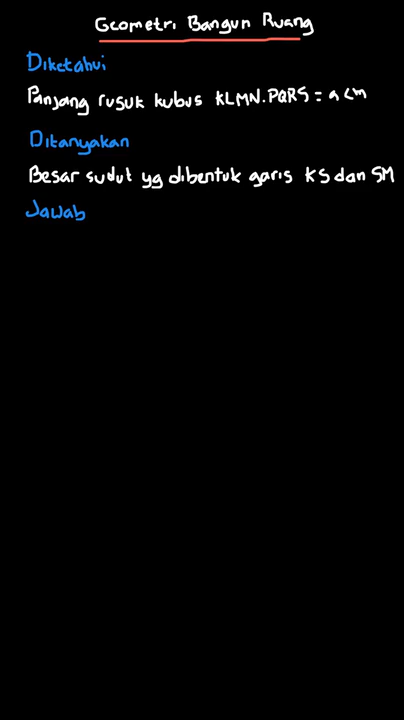 Geometri Bangun Ruang
Diketahui
Panjang rusuk kubus KLMN.PQRS = a cm
Ditanyakan
Besar sudut yg dibentuk garis KS dan SM
Jawab